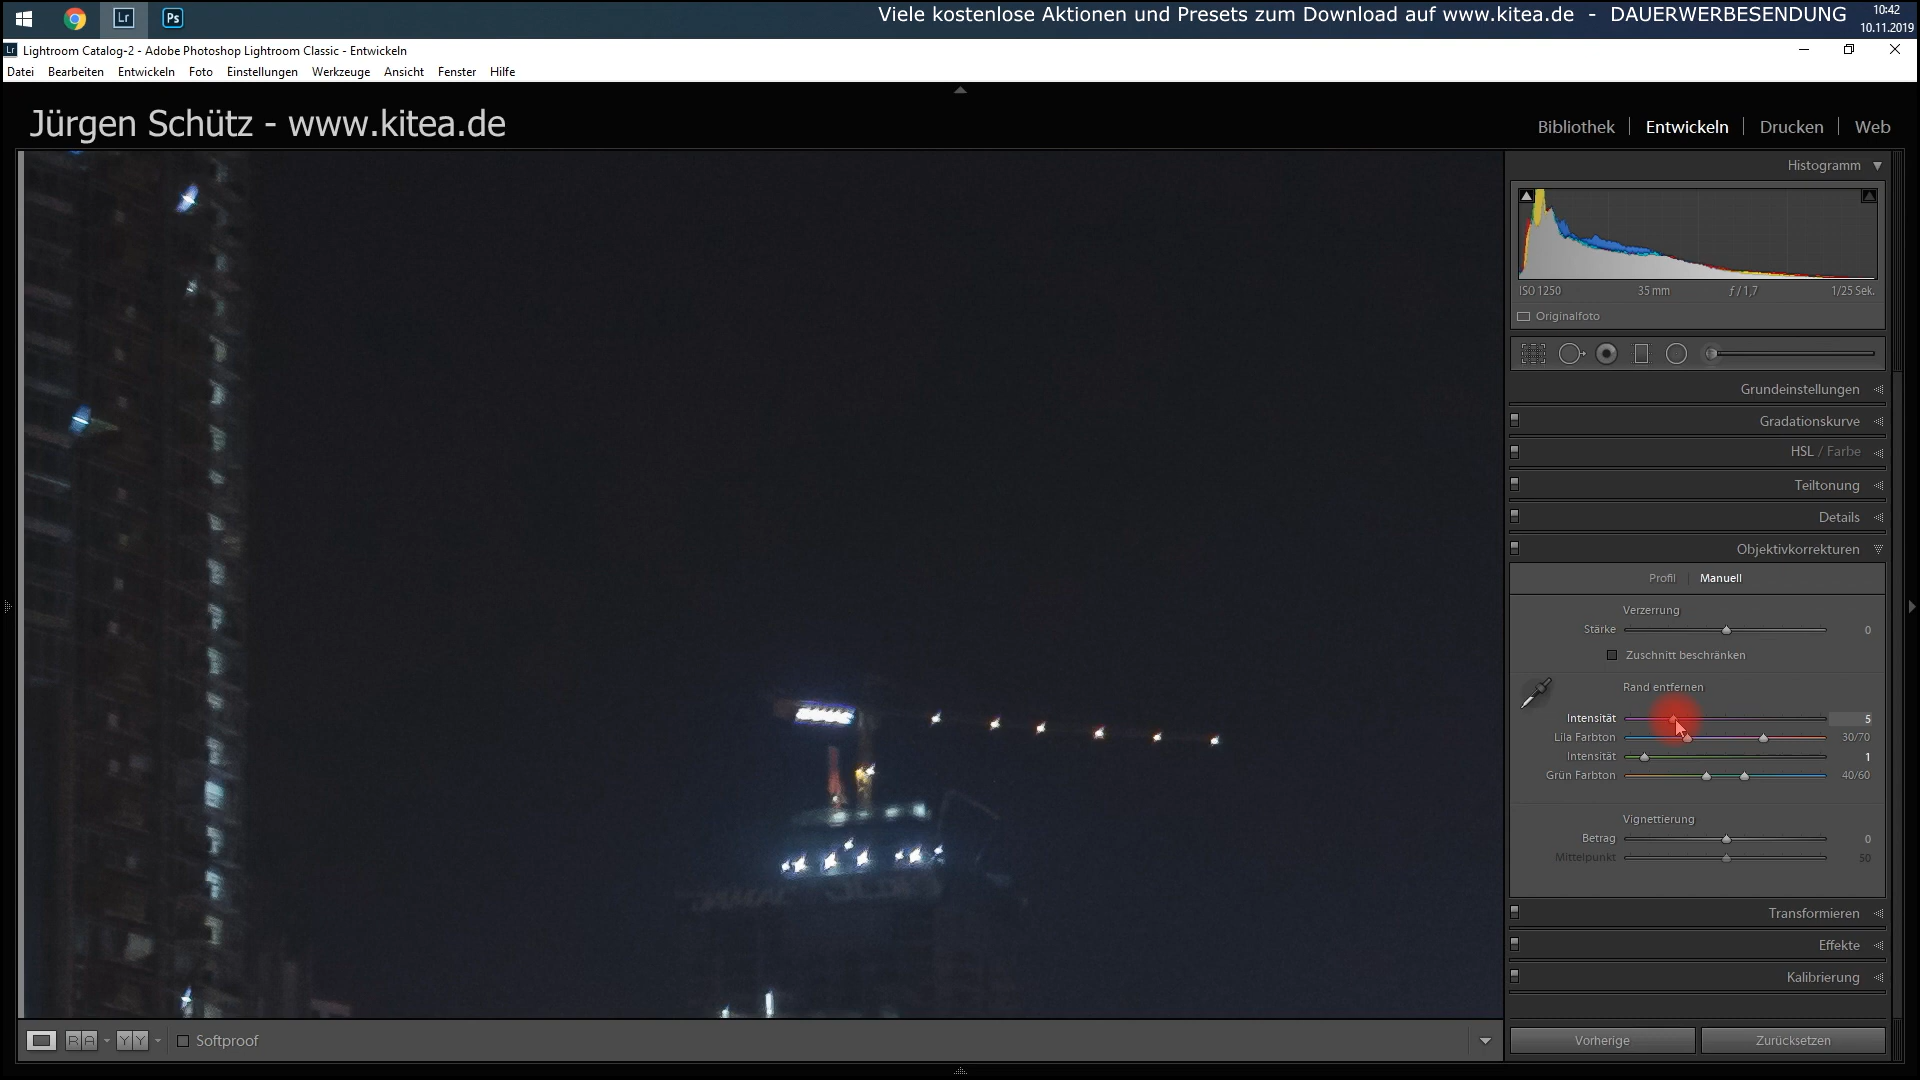 Lr
Ps
Viele kostenlose Aktionen und Presets zum Download auf www.kitea.de - DAUERWERBESENDUNG
10:42
10.11.2019
Lr Lightroom Catalog-2 - Adobe Photoshop Lightroom Classic - Entwickeln
Datei Bearbeiten Entwickeln Foto Einstellungen Werkzeuge Ansicht Fenster Hilfe
Jürgen Schütz - www.kitea.de
Bibliothek Entwickeln Drucken Web
Histogramm
ISO 1250 35 mm ƒ / 1,7 1/25 Sek.
Originalfoto
Grundeinstellungen
Gradationskurve
HSL / Farbe
Teiltonung
Details
Objektivkorrekturen
Profil Manuell
Verzerrung
Stärke 0
Zuschnitt beschränken
Rand entfernen
Intensität 5
Lila Farbton 30/70
Intensität 1
Grün Farbton 40/60
Vignettierung
Betrag 0
Mittelpunkt 50
Transformieren
Effekte
Kalibrierung
R A Y Y Softproof
Vorherige Zurücksetzen